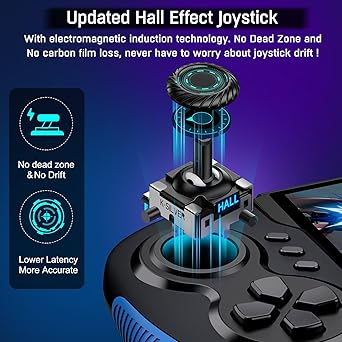 Updated Hall Effect Joystick
With electromagnetic induction technology. No Dead Zone and
No carbon film loss, never have to worry about joystick drift !
No dead zone
&No Drift
Lower Latency
More Accurate
K-SILVER
HALL